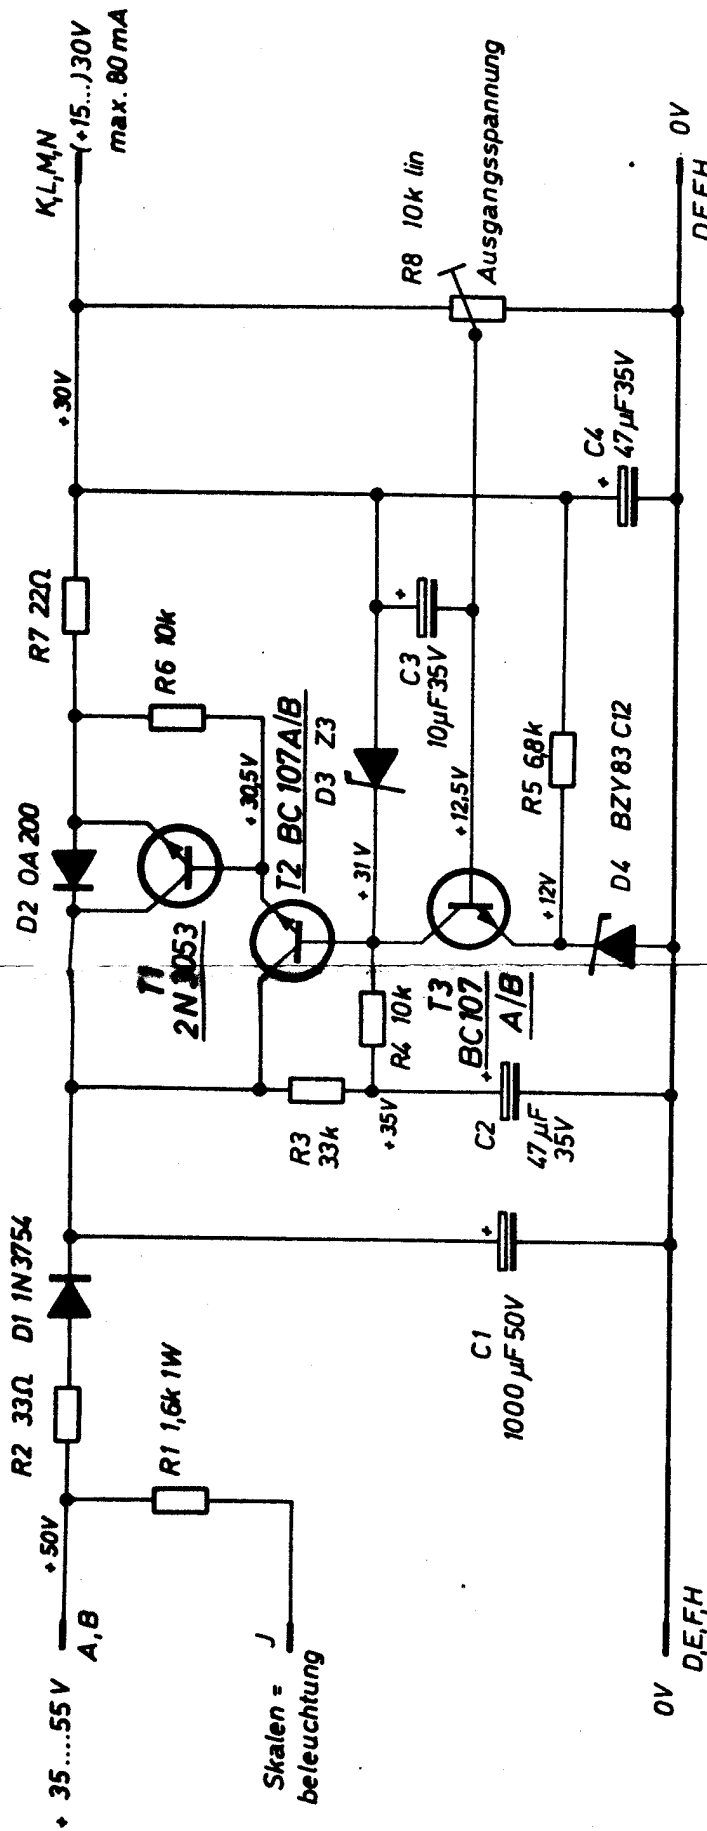 + 35....55V
A,B
+50V
R2 33Ω
D1 1N3754
D2 OA200
R7 22Ω
+30V
K,L,M,N
(+15...)30V
max. 80mA
R1 1,6k 1W
Skalen =
beleuchtung
J
T1
R6 10k
+30,5V
T2 BC107A/B
D3 Z3
R3
33k
+35V
R4 10k
+31V
C3
10µF35V
+12,5V
R8 10k lin
Ausgangsspannung
T3
BC107
A/B
+12V
R5 6,8k
D4 BZY83 C12
C1
1000µF50V
+
C2
47µF
35V
+
+
C4
47µF35V
+
0V
D,E,F,H
0V
D,E,F,H